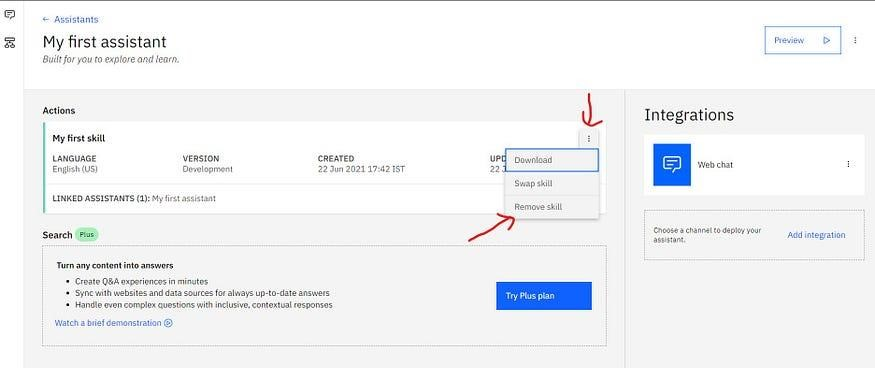 ← Assistants
My first assistant
Built for you to explore and learn.
Preview
Actions
My first skill
LANGUAGE VERSION CREATED
English (US) Development 22 Jun 2021 17:42 IST
Download
Swap skill
Remove skill
LINKED ASSISTANTS (1): My first assistant
Search Plus
Turn any content into answers
• Create Q&A experiences in minutes
• Sync with websites and data sources for always up-to-date answers
• Handle even complex questions with inclusive, contextual responses
Watch a brief demonstration
Try Plus plan
Integrations
Web chat
Choose a channel to deploy your
assistant.
Add integration